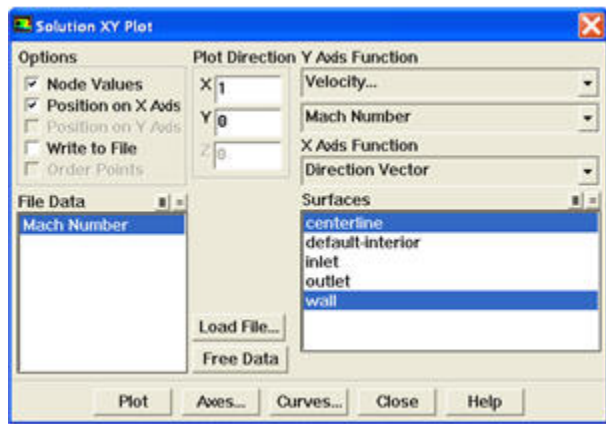 Solution XY Plot
Options
Node Values
Position on X Axis
Position on Y Axis
Write to File
Order Points
Plot Direction
X 1
Y 0
Z 0
Y Axis Function
Velocity...
Mach Number
X Axis Function
Direction Vector
File Data
Mach Number
Load File...
Free Data
Surfaces
centerline
default-interior
inlet
outlet
wall
Plot
Axes...
Curves...
Close
Help